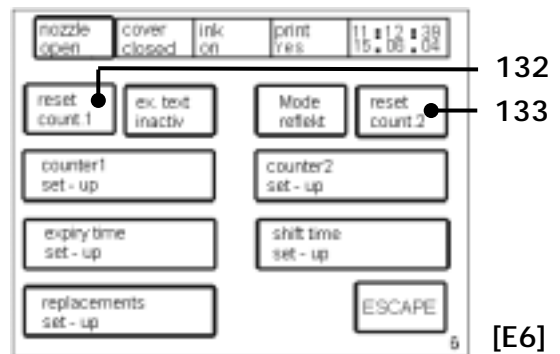 nozzle open cover closed ink on print Yes 11:12:39 15.06.04
132
reset count.1 ex. text inactiv Mode reflekt reset count.2
133
counter1 set - up counter2 set - up
expiry time set - up shift time set - up
replacements set - up ESCAPE
6
[E6]